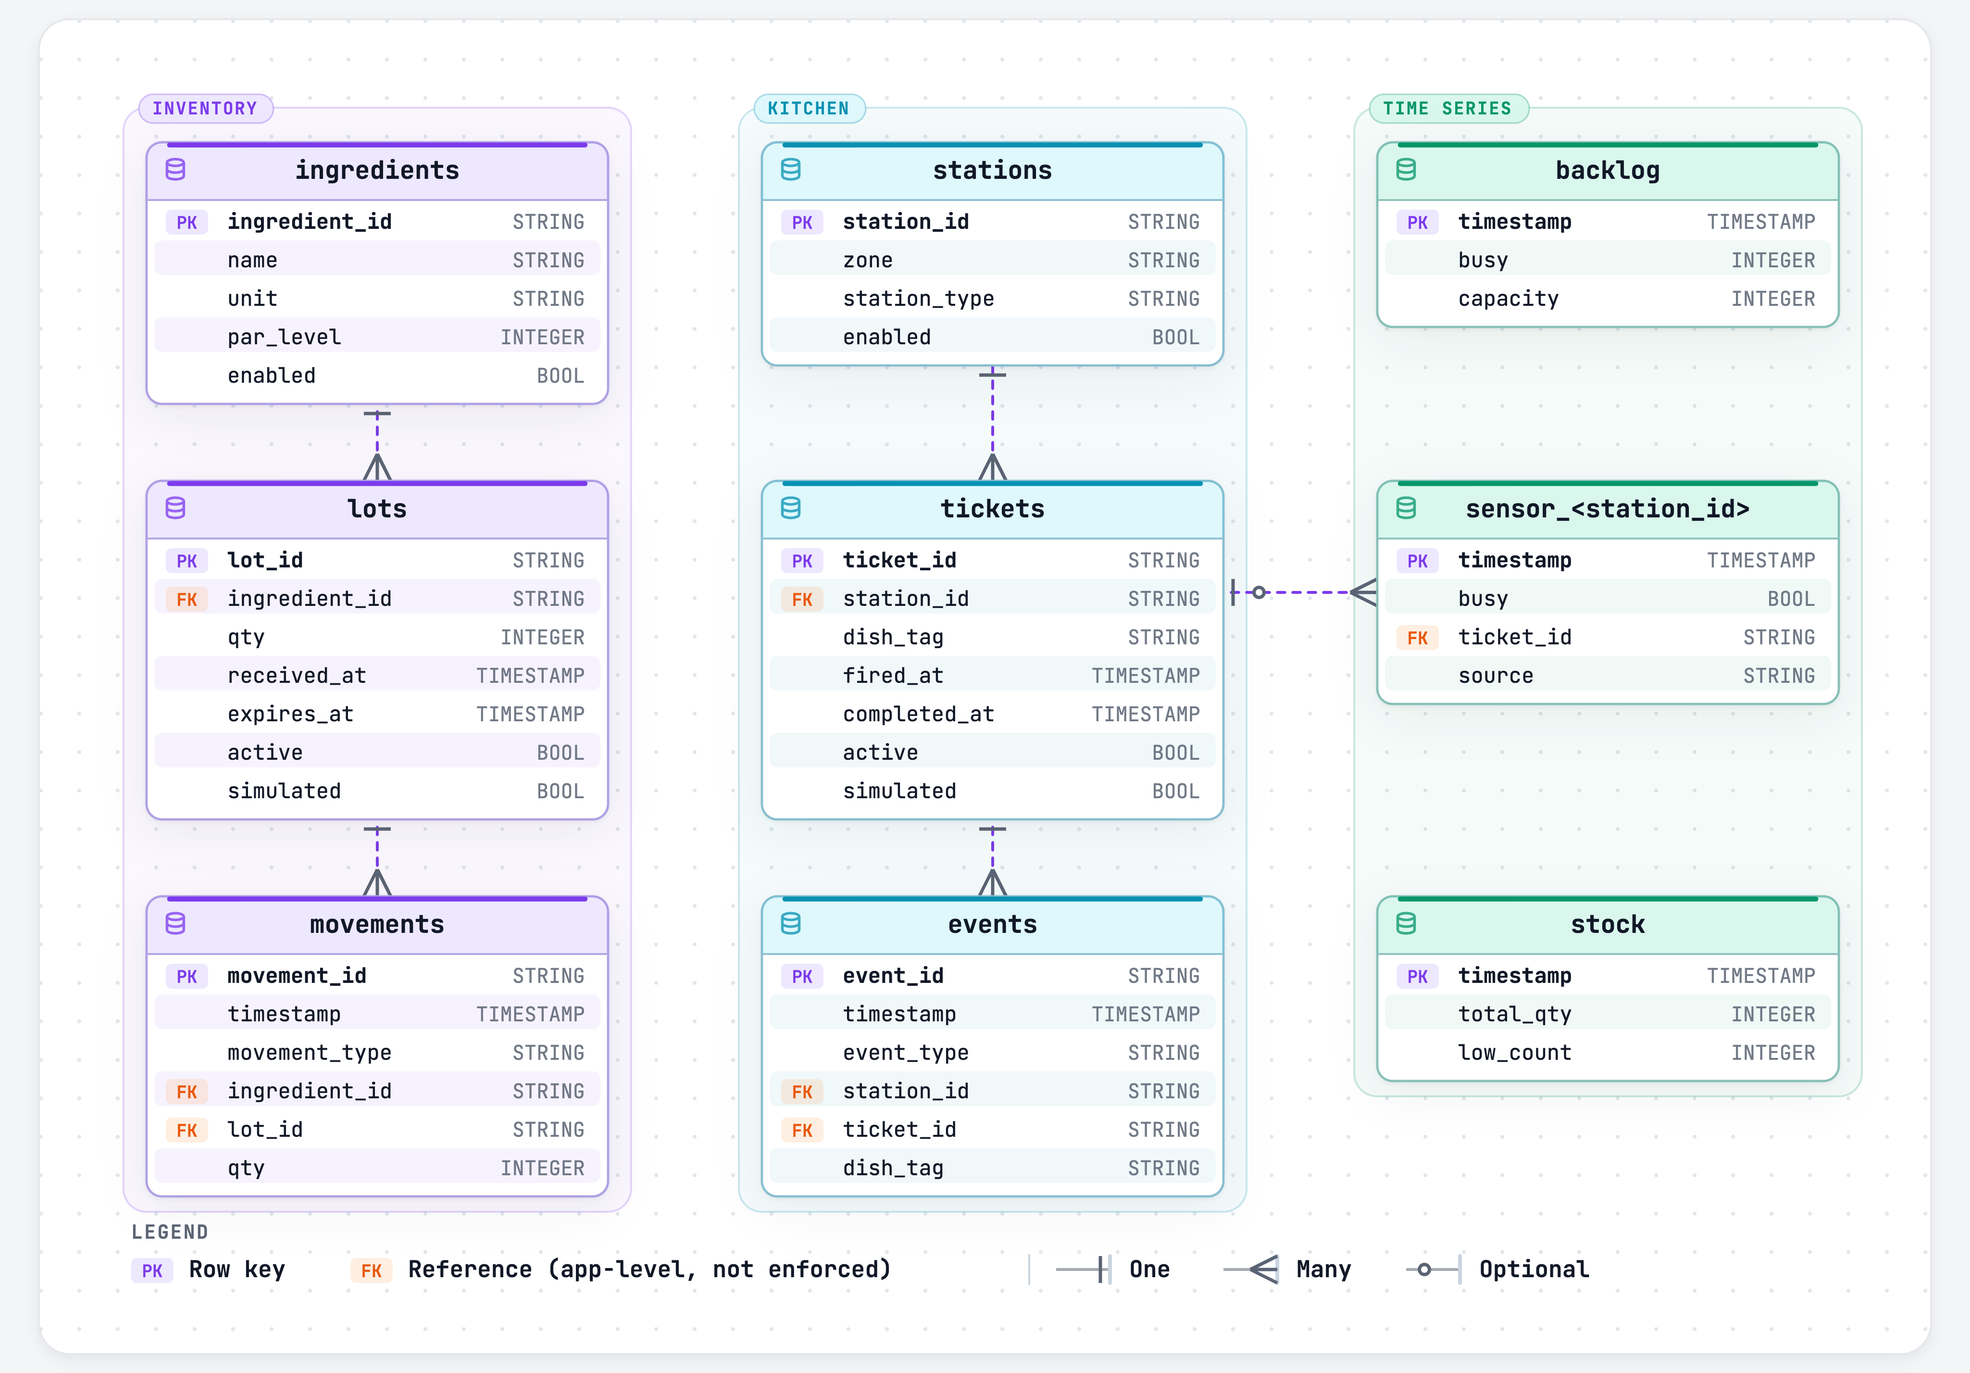 INVENTORY
ingredients
PK ingredient_id STRING
name STRING
unit STRING
par_level INTEGER
enabled BOOL
lots
PK lot_id STRING
FK ingredient_id STRING
qty INTEGER
received_at TIMESTAMP
expires_at TIMESTAMP
active BOOL
simulated BOOL
movements
PK movement_id STRING
timestamp TIMESTAMP
movement_type STRING
FK ingredient_id STRING
FK lot_id STRING
qty INTEGER
KITCHEN
stations
PK station_id STRING
zone STRING
station_type STRING
enabled BOOL
tickets
PK ticket_id STRING
FK station_id STRING
dish_tag STRING
fired_at TIMESTAMP
completed_at TIMESTAMP
active BOOL
simulated BOOL
events
PK event_id STRING
timestamp TIMESTAMP
event_type STRING
FK station_id STRING
FK ticket_id STRING
dish_tag STRING
TIME SERIES
backlog
PK timestamp TIMESTAMP
busy INTEGER
capacity INTEGER
sensor_<station_id>
PK timestamp TIMESTAMP
busy BOOL
FK ticket_id STRING
source STRING
stock
PK timestamp TIMESTAMP
total_qty INTEGER
low_count INTEGER
LEGEND
PK Row key FK Reference (app-level, not enforced) One Many Optional